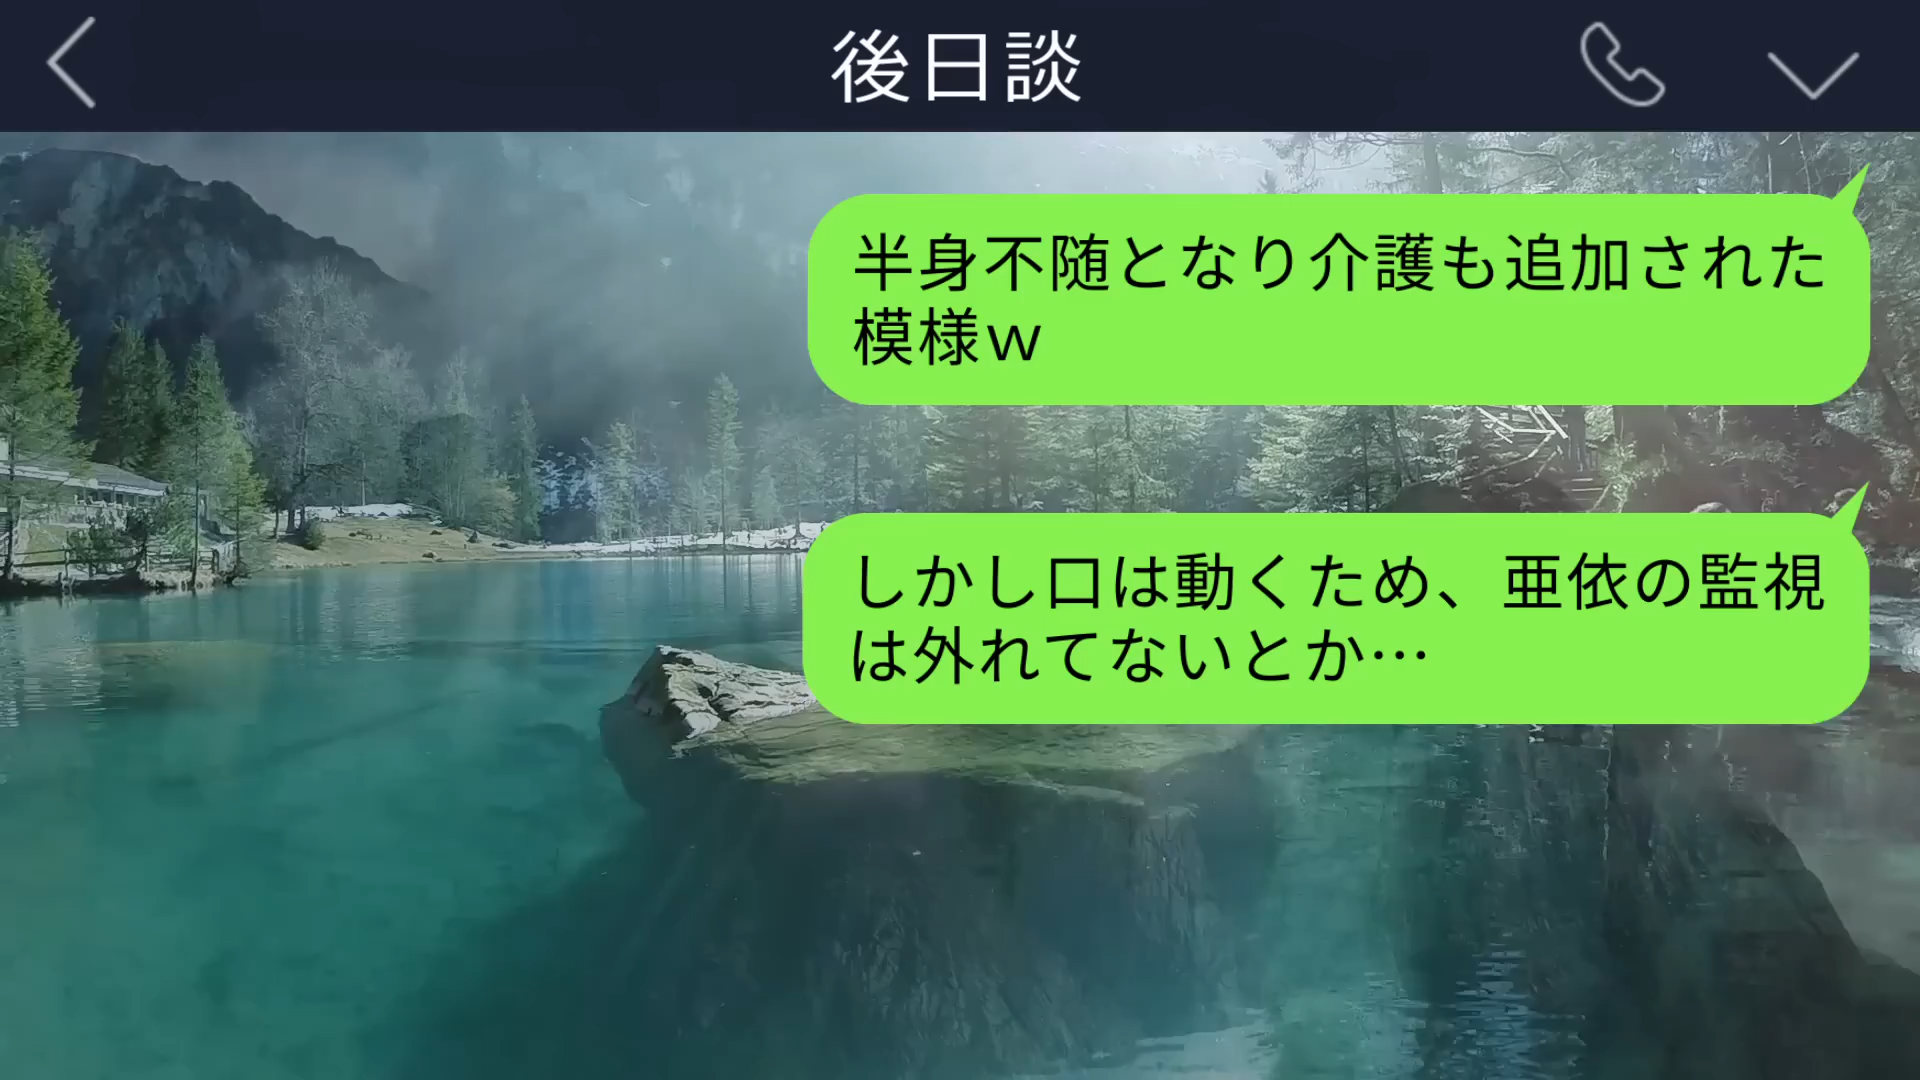 後日談
半身不随となり介護も追加された
模様ｗ
しかし口は動くため、亜依の監視
は外れてないとか…